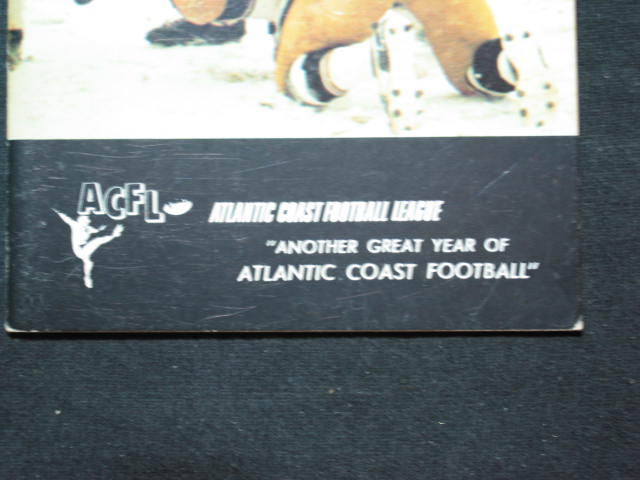 ACFL
ATLANTIC COAST FOOTBALL LEAGUE
"ANOTHER GREAT YEAR OF
ATLANTIC COAST FOOTBALL"